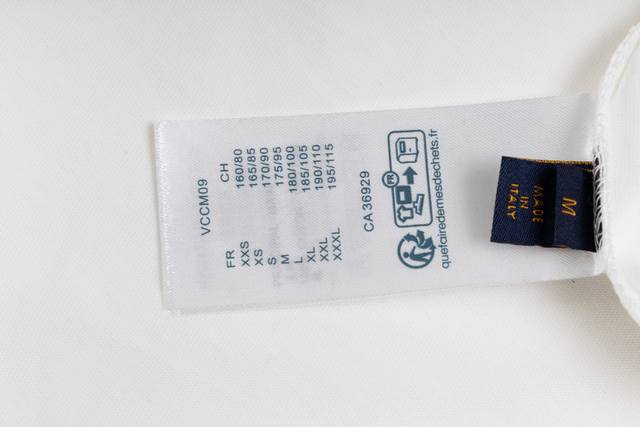 VCCM09
FR CH
XXS 160/80
XS 165/85
S 170/90
M 175/95
L 180/100
XL 185/105
XXL 190/110
XXXL 195/115
CA 36929
FR
quefairedemesdechets.fr
M
MADE
IN
ITALY